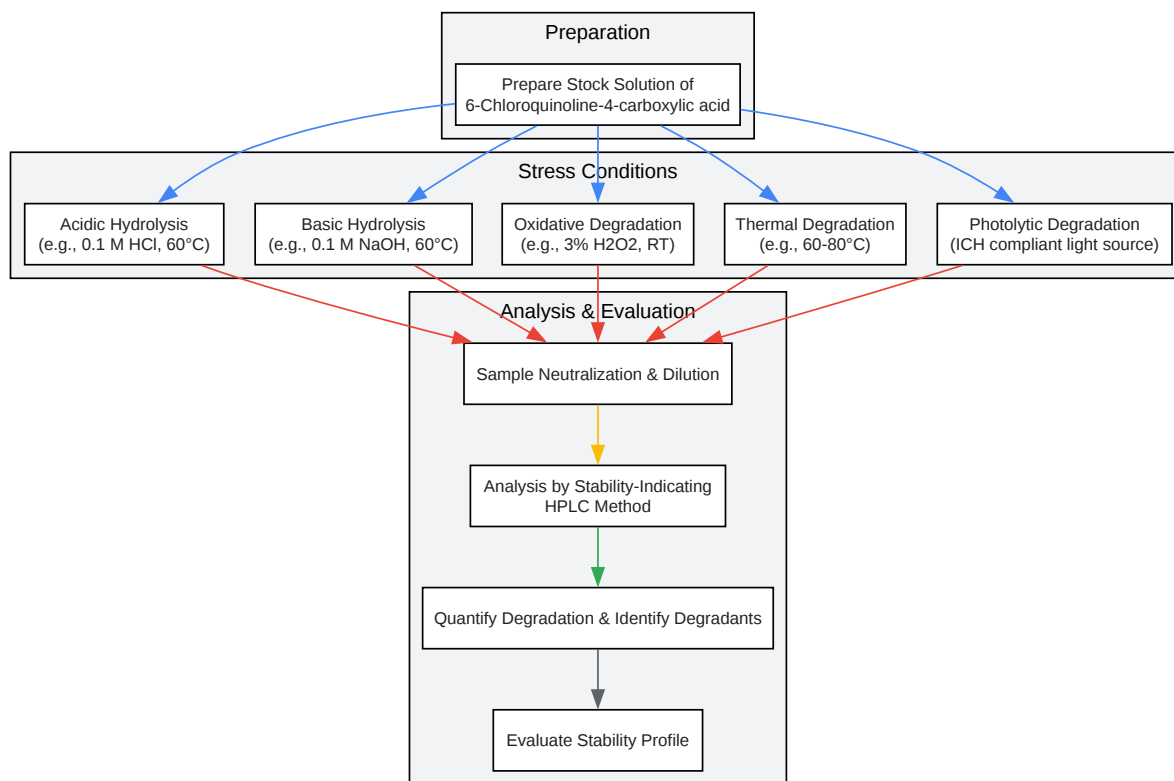 Preparation
Prepare Stock Solution of
6-Chloroquinoline-4-carboxylic acid
Stress Conditions
Acidic Hydrolysis
(e.g., 0.1 M HCl, 60°C)
Basic Hydrolysis
(e.g., 0.1 M NaOH, 60°C)
Oxidative Degradation
(e.g., 3% H2O2, RT)
Thermal Degradation
(e.g., 60-80°C)
Photolytic Degradation
(ICH compliant light source)
Analysis & Evaluation
Sample Neutralization & Dilution
Analysis by Stability-Indicating
HPLC Method
Quantify Degradation & Identify Degradants
Evaluate Stability Profile